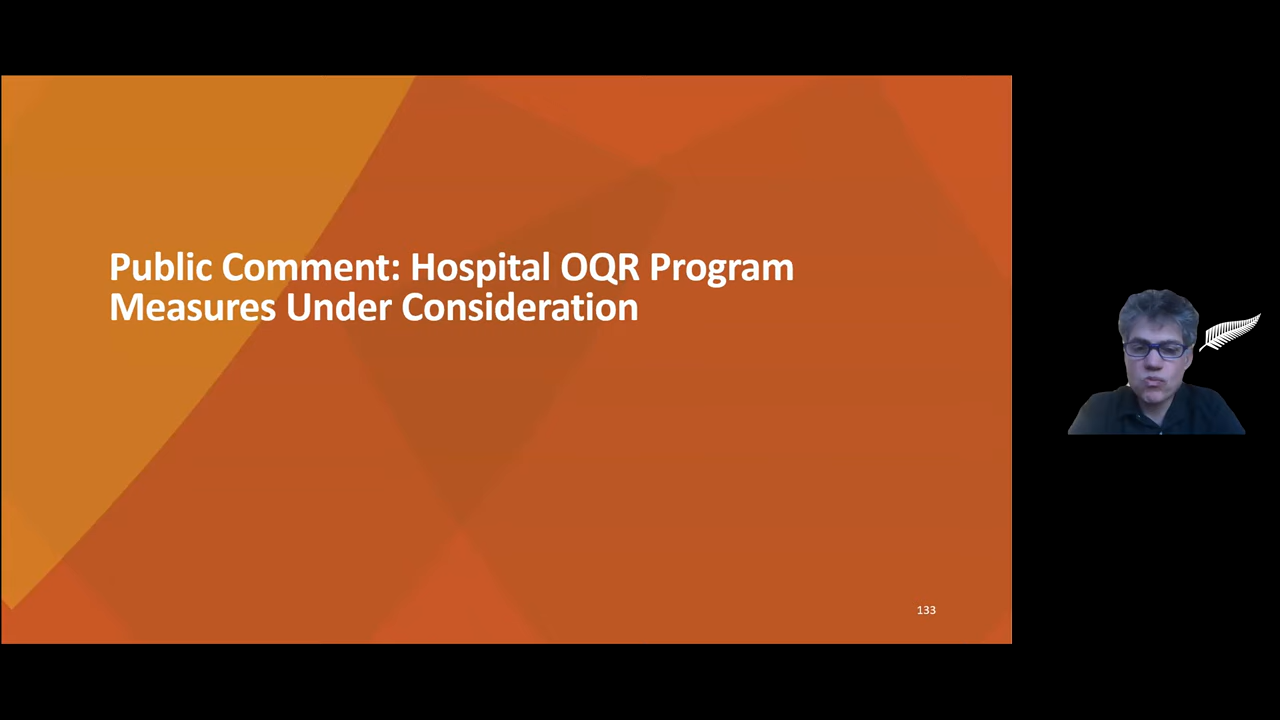 Public Comment: Hospital OQR Program
Measures Under Consideration
133